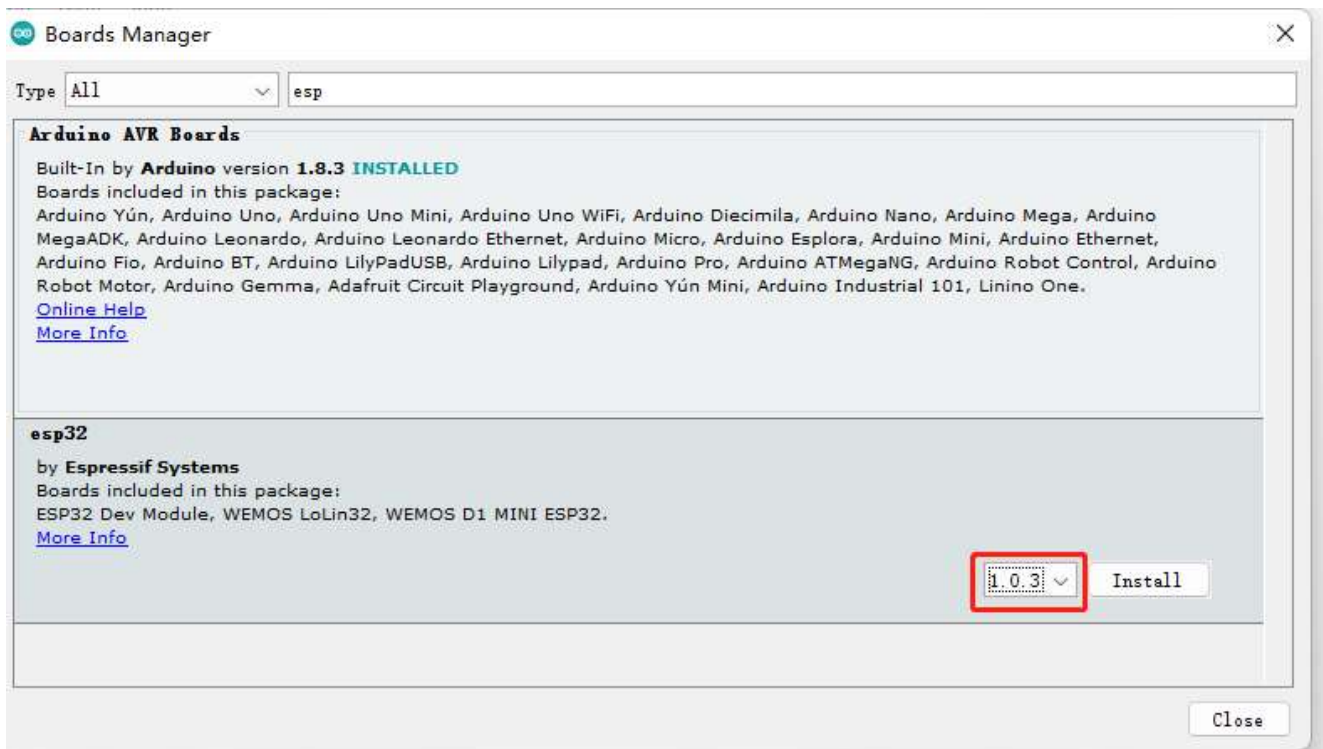 Boards Manager
Type All esp
Arduino AVR Boards
Built-In by Arduino version 1.8.3 INSTALLED
Boards included in this package:
Arduino Yún, Arduino Uno, Arduino Uno Mini, Arduino Uno WiFi, Arduino Diecimila, Arduino Nano, Arduino Mega, Arduino
MegaADK, Arduino Leonardo, Arduino Leonardo Ethernet, Arduino Micro, Arduino Esplora, Arduino Mini, Arduino Ethernet,
Arduino Fio, Arduino BT, Arduino LilyPadUSB, Arduino Lilypad, Arduino Pro, Arduino ATMegaNG, Arduino Robot Control, Arduino
Robot Motor, Arduino Gemma, Adafruit Circuit Playground, Arduino Yún Mini, Arduino Industrial 101, Linino One.
Online Help
More Info
esp32
by Espressif Systems
Boards included in this package:
ESP32 Dev Module, WEMOS LoLin32, WEMOS D1 MINI ESP32.
More Info
1.0.3 Install
Close